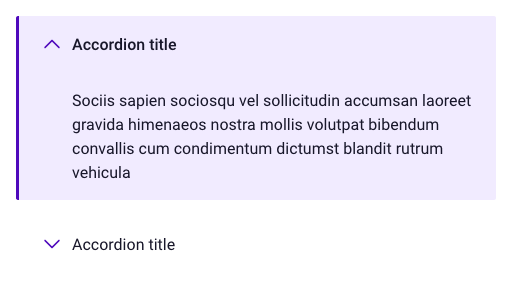 Accordion title
Sociis sapien sociosqu vel sollicitudin accumsan laoreet
gravida himenaeos nostra mollis volutpat bibendum
convallis cum condimentum dictumst blandit rutrum
vehicula
Accordion title